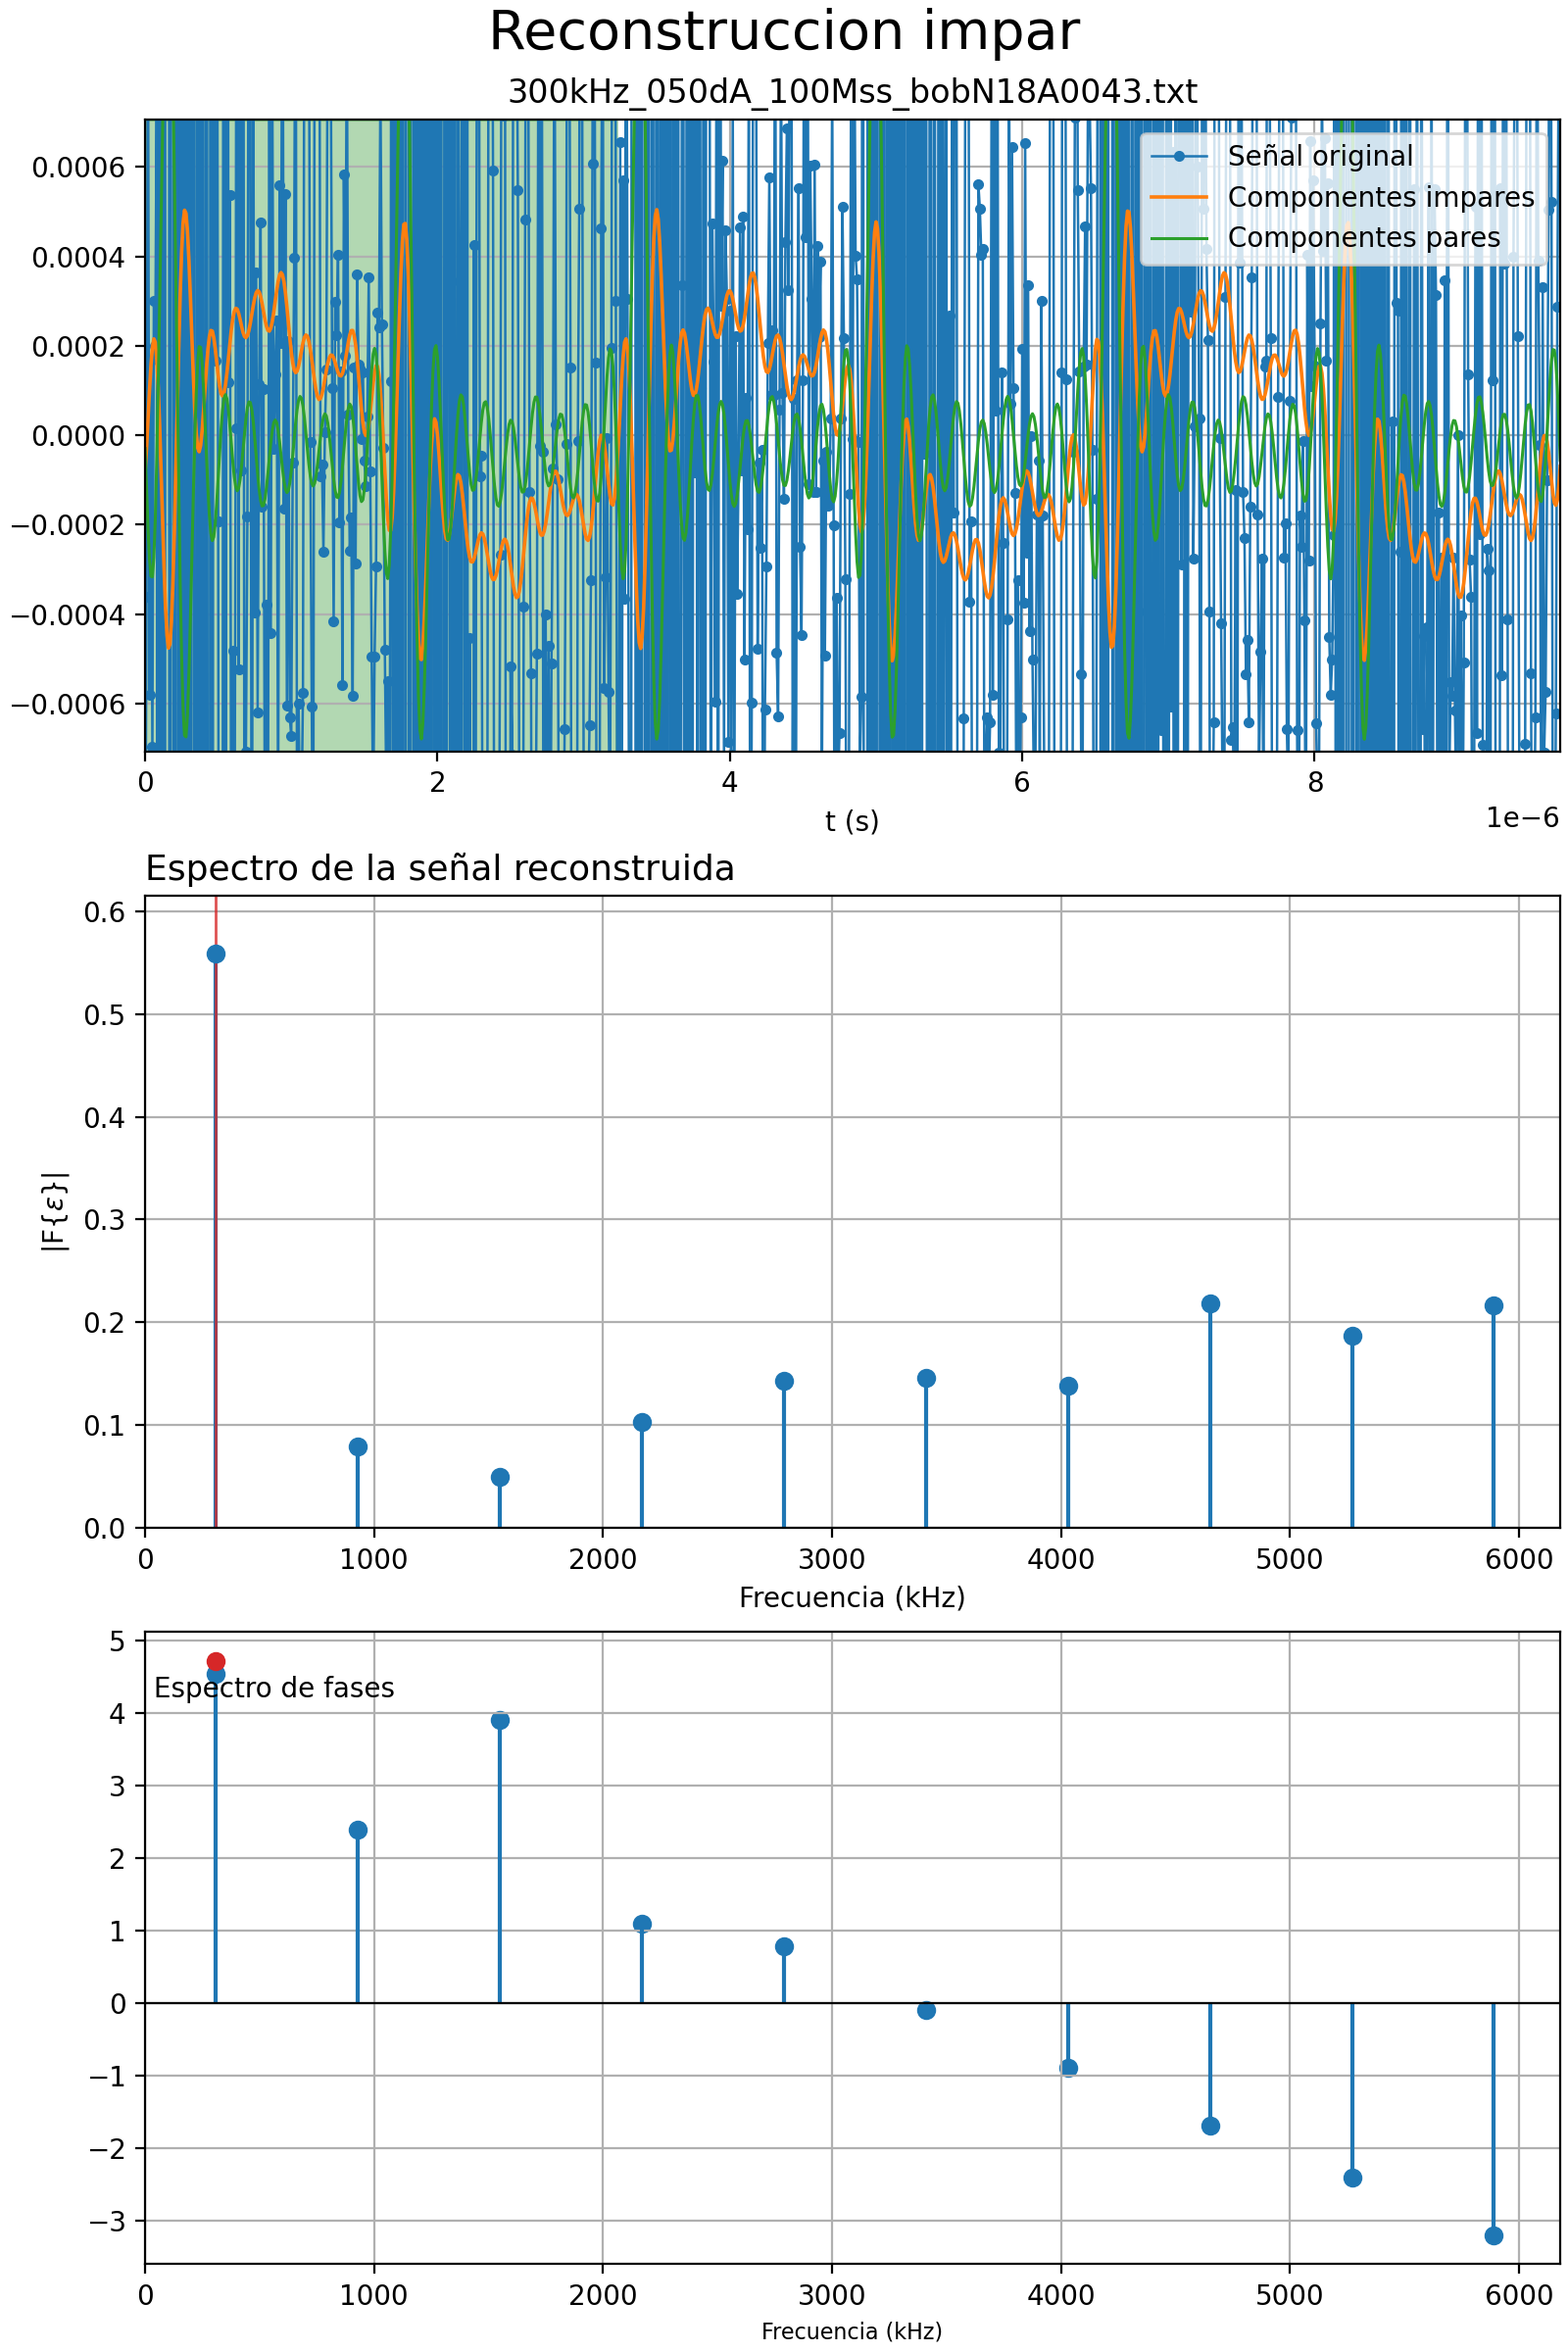 Reconstruccion impar
300kHz_050dA_100Mss_bobN18A0043.txt
0.0006
0.0004
0.0002
0.0000
−0.0002
−0.0004
−0.0006
Señal original
Componentes impares
Componentes pares
0 2 4 6 8
1e−6
t (s)
Espectro de la señal reconstruida
0.6
0.5
0.4
0.3
0.2
0.1
0.0
|F{ε}|
0 1000 2000 3000 4000 5000 6000
Frecuencia (kHz)
5
4
3
2
1
0
−1
−2
−3
Espectro de fases
0 1000 2000 3000 4000 5000 6000
Frecuencia (kHz)